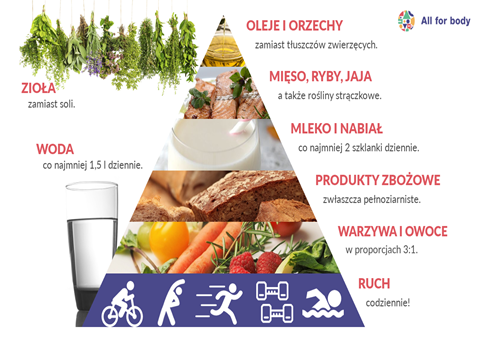 All for body
OLEJE I ORZECHY
zamiast tłuszczów zwierzęcych.
ZIOŁA
zamiast soli.
MIĘSO, RYBY, JAJA
a także rośliny strączkowe.
MLEKO I NABIAŁ
co najmniej 2 szklanki dziennie.
WODA
co najmniej 1,5 l dziennie.
PRODUKTY ZBOŻOWE
zwłaszcza pełnoziarniste.
WARZYWA I OWOCE
w proporcjach 3:1.
RUCH
codziennie!